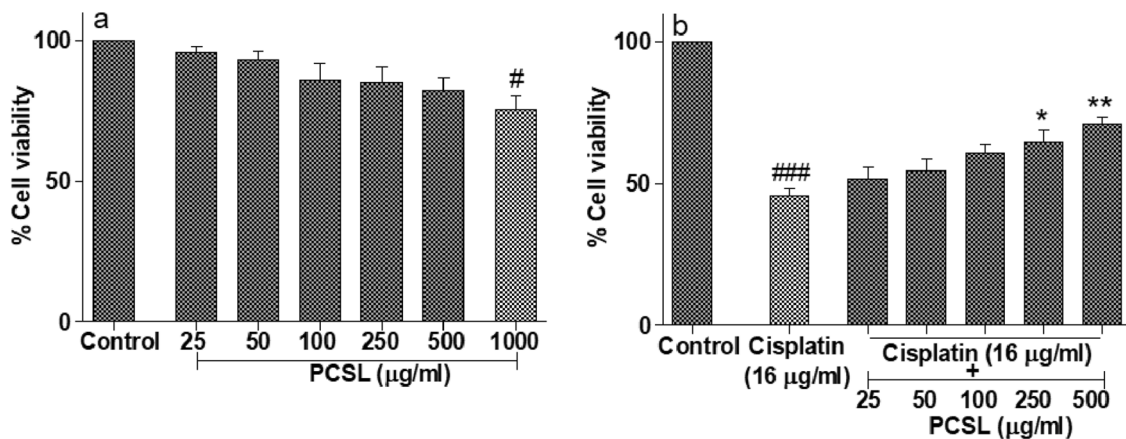 a
#
100
50
0
% Cell viability
Control 25 50 100 250 500 1000
PCSL (μg/ml)
b
* **
###
100
50
0
% Cell viability
Control Cisplatin
(16 μg/ml)
Cisplatin (16 μg/ml)
+
25 50 100 250 500
PCSL (μg/ml)